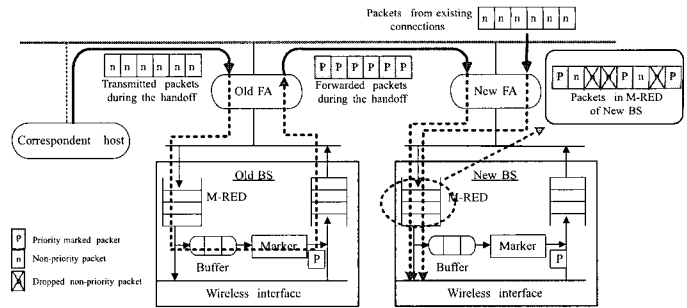 Packets from existing
connections
n n n n n n
n n n n n n
Transmitted packets
during the handoff
Old FA
P P P P P P
Forwarded packets
during the handoff
New FA
P n n n P n n P
Packets in M-RED
of New BS
Correspondent host
Old BS
M-RED
Buffer
Marker
P
Wireless interface
New BS
M-RED
Buffer
Marker
P
Wireless interface
P Priority marked packet
n Non-priority packet
n Dropped non-priority packet